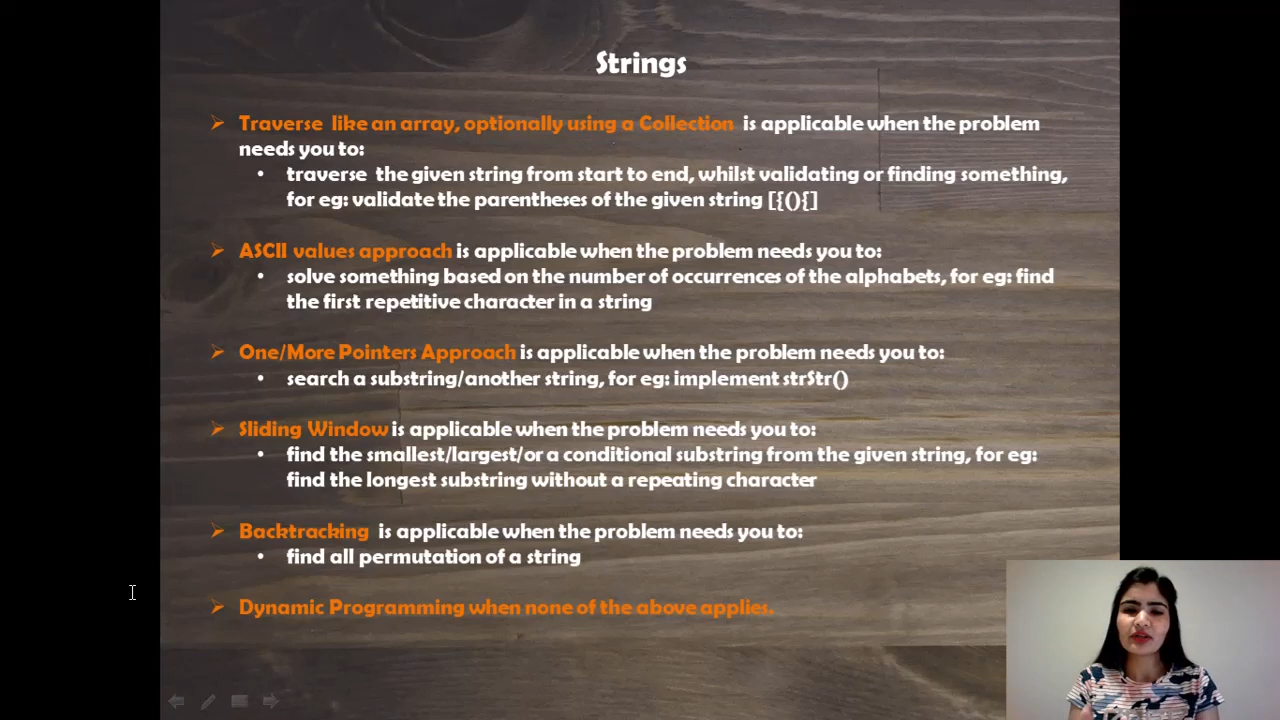 Strings
Traverse like an array, optionally using a Collection is applicable when the problem
needs you to:
traverse the given string from start to end, whilst validating or finding something,
for eg: validate the parentheses of the given string [{(){]
ASCII values approach is applicable when the problem needs you to:
solve something based on the number of occurrences of the alphabets, for eg: find
the first repetitive character in a string
One/More Pointers Approach is applicable when the problem needs you to:
search a substring/another string, for eg: implement strStr()
Sliding Window is applicable when the problem needs you to:
find the smallest/largest/or a conditional substring from the given string, for eg:
find the longest substring without a repeating character
Backtracking is applicable when the problem needs you to:
find all permutation of a string
Dynamic Programming when none of the above applies.